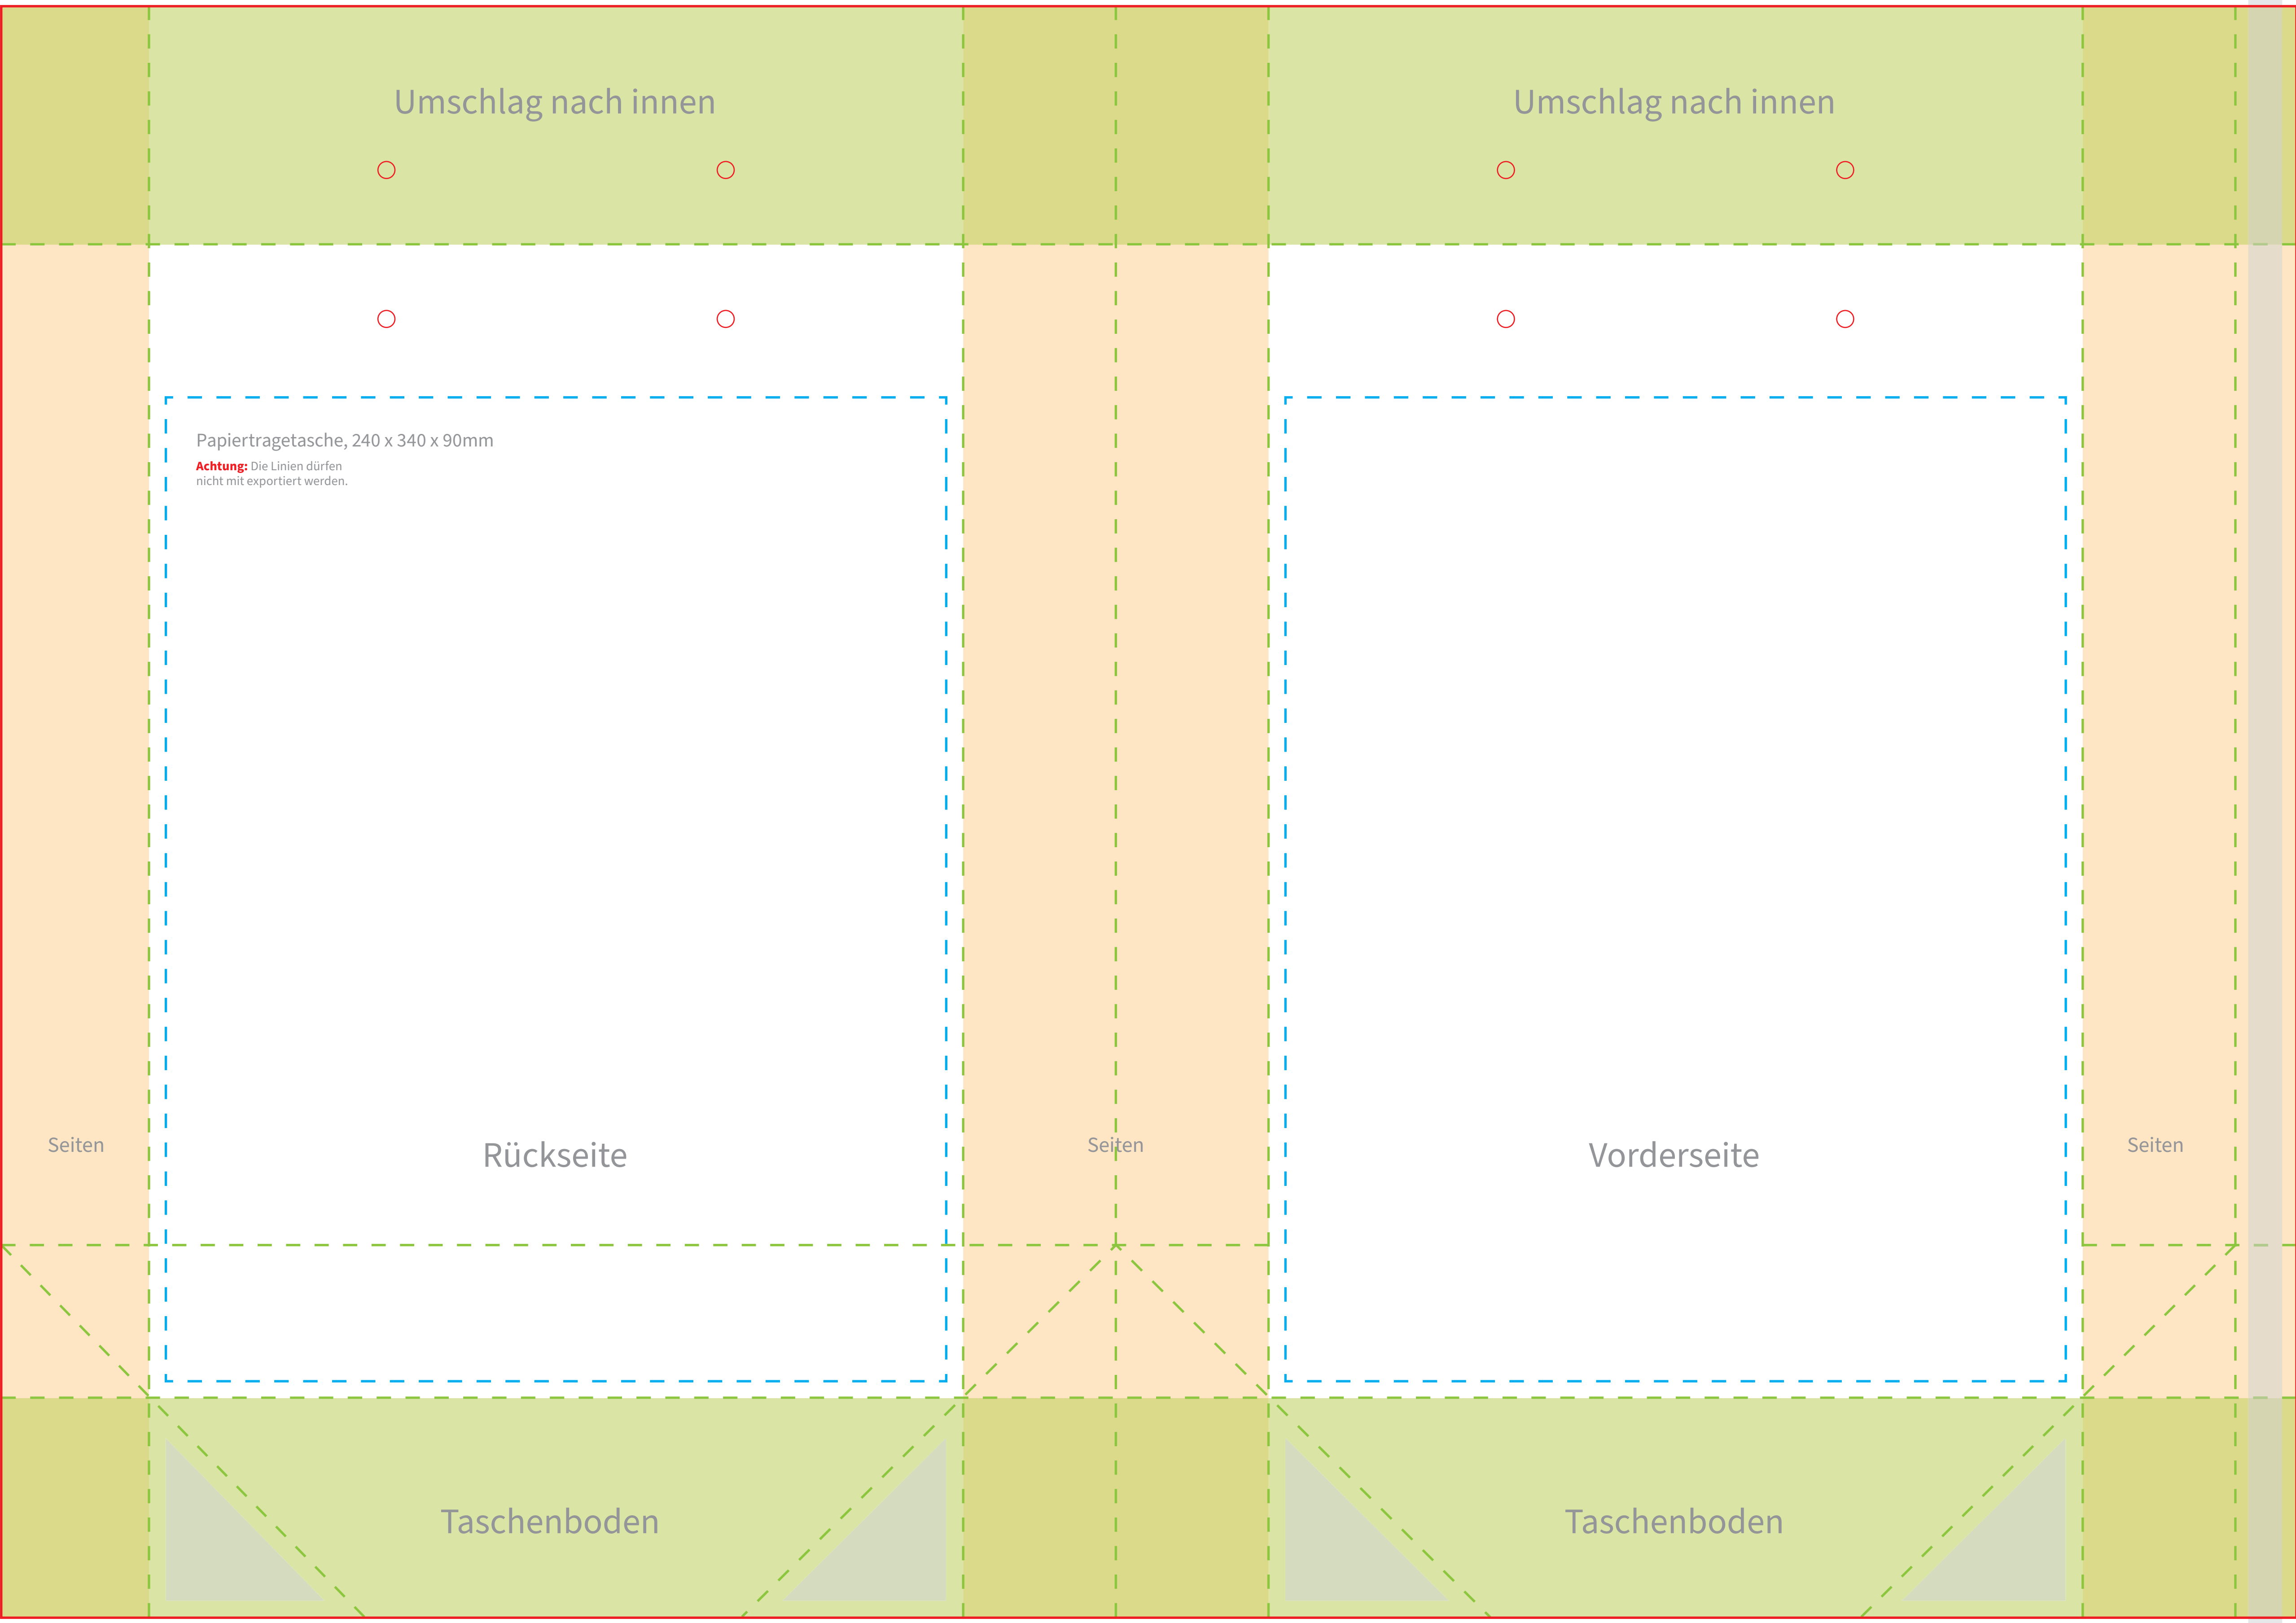 Umschlag nach innen
Umschlag nach innen
Papiertragetasche, 240 x 340 x 90mm
Achtung: Die Linien dürfen
nicht mit exportiert werden.
Seiten
Rückseite
Seiten
Vorderseite
Seiten
Taschenboden
Taschenboden